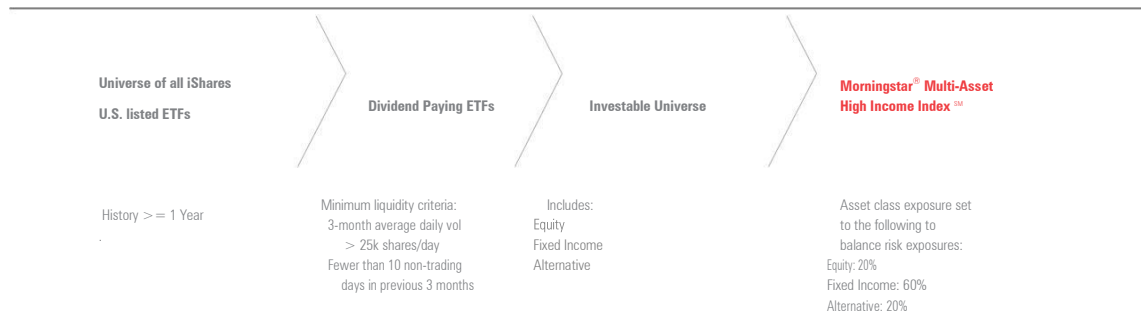 Universe of all iShares
U.S. listed ETFs
Dividend Paying ETFs
Investable Universe
Morningstar® Multi-Asset
High Income Index ℠
History >= 1 Year
.
Minimum liquidity criteria:
3-month average daily vol
> 25k shares/day
Fewer than 10 non-trading
days in previous 3 months
Includes:
Equity
Fixed Income
Alternative
Asset class exposure set
to the following to
balance risk exposures:
Equity: 20%
Fixed Income: 60%
Alternative: 20%